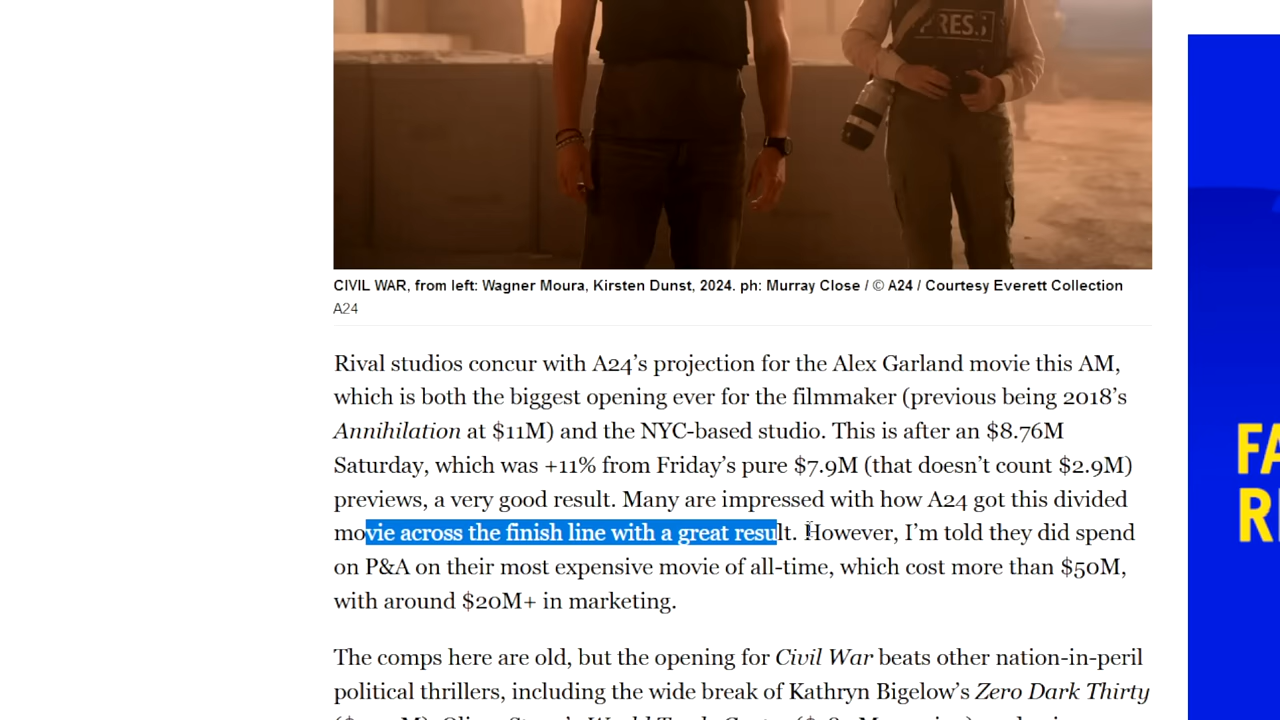 PRESS
CIVIL WAR, from left: Wagner Moura, Kirsten Dunst, 2024. ph: Murray Close / © A24 / Courtesy Everett Collection
A24
Rival studios concur with A24’s projection for the Alex Garland movie this AM,
which is both the biggest opening ever for the filmmaker (previous being 2018’s
Annihilation at $11M) and the NYC-based studio. This is after an $8.76M
Saturday, which was +11% from Friday’s pure $7.9M (that doesn’t count $2.9M)
previews, a very good result. Many are impressed with how A24 got this divided
movie across the finish line with a great result. However, I’m told they did spend
on P&A on their most expensive movie of all-time, which cost more than $50M,
with around $20M+ in marketing.
The comps here are old, but the opening for Civil War beats other nation-in-peril
political thrillers, including the wide break of Kathryn Bigelow’s Zero Dark Thirty